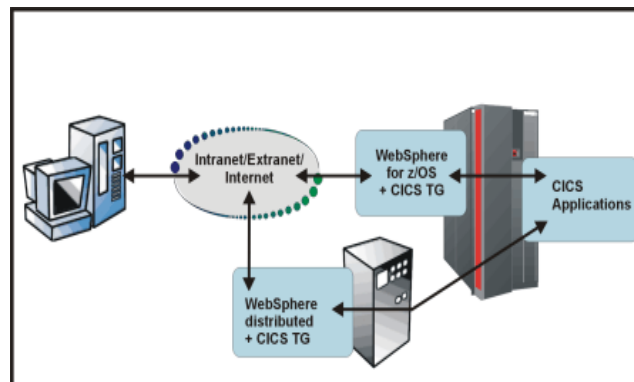 Intranet/Extranet/
Internet
WebSphere
for z/OS
+ CICS TG
CICS
Applications
WebSphere
distributed
+ CICS TG